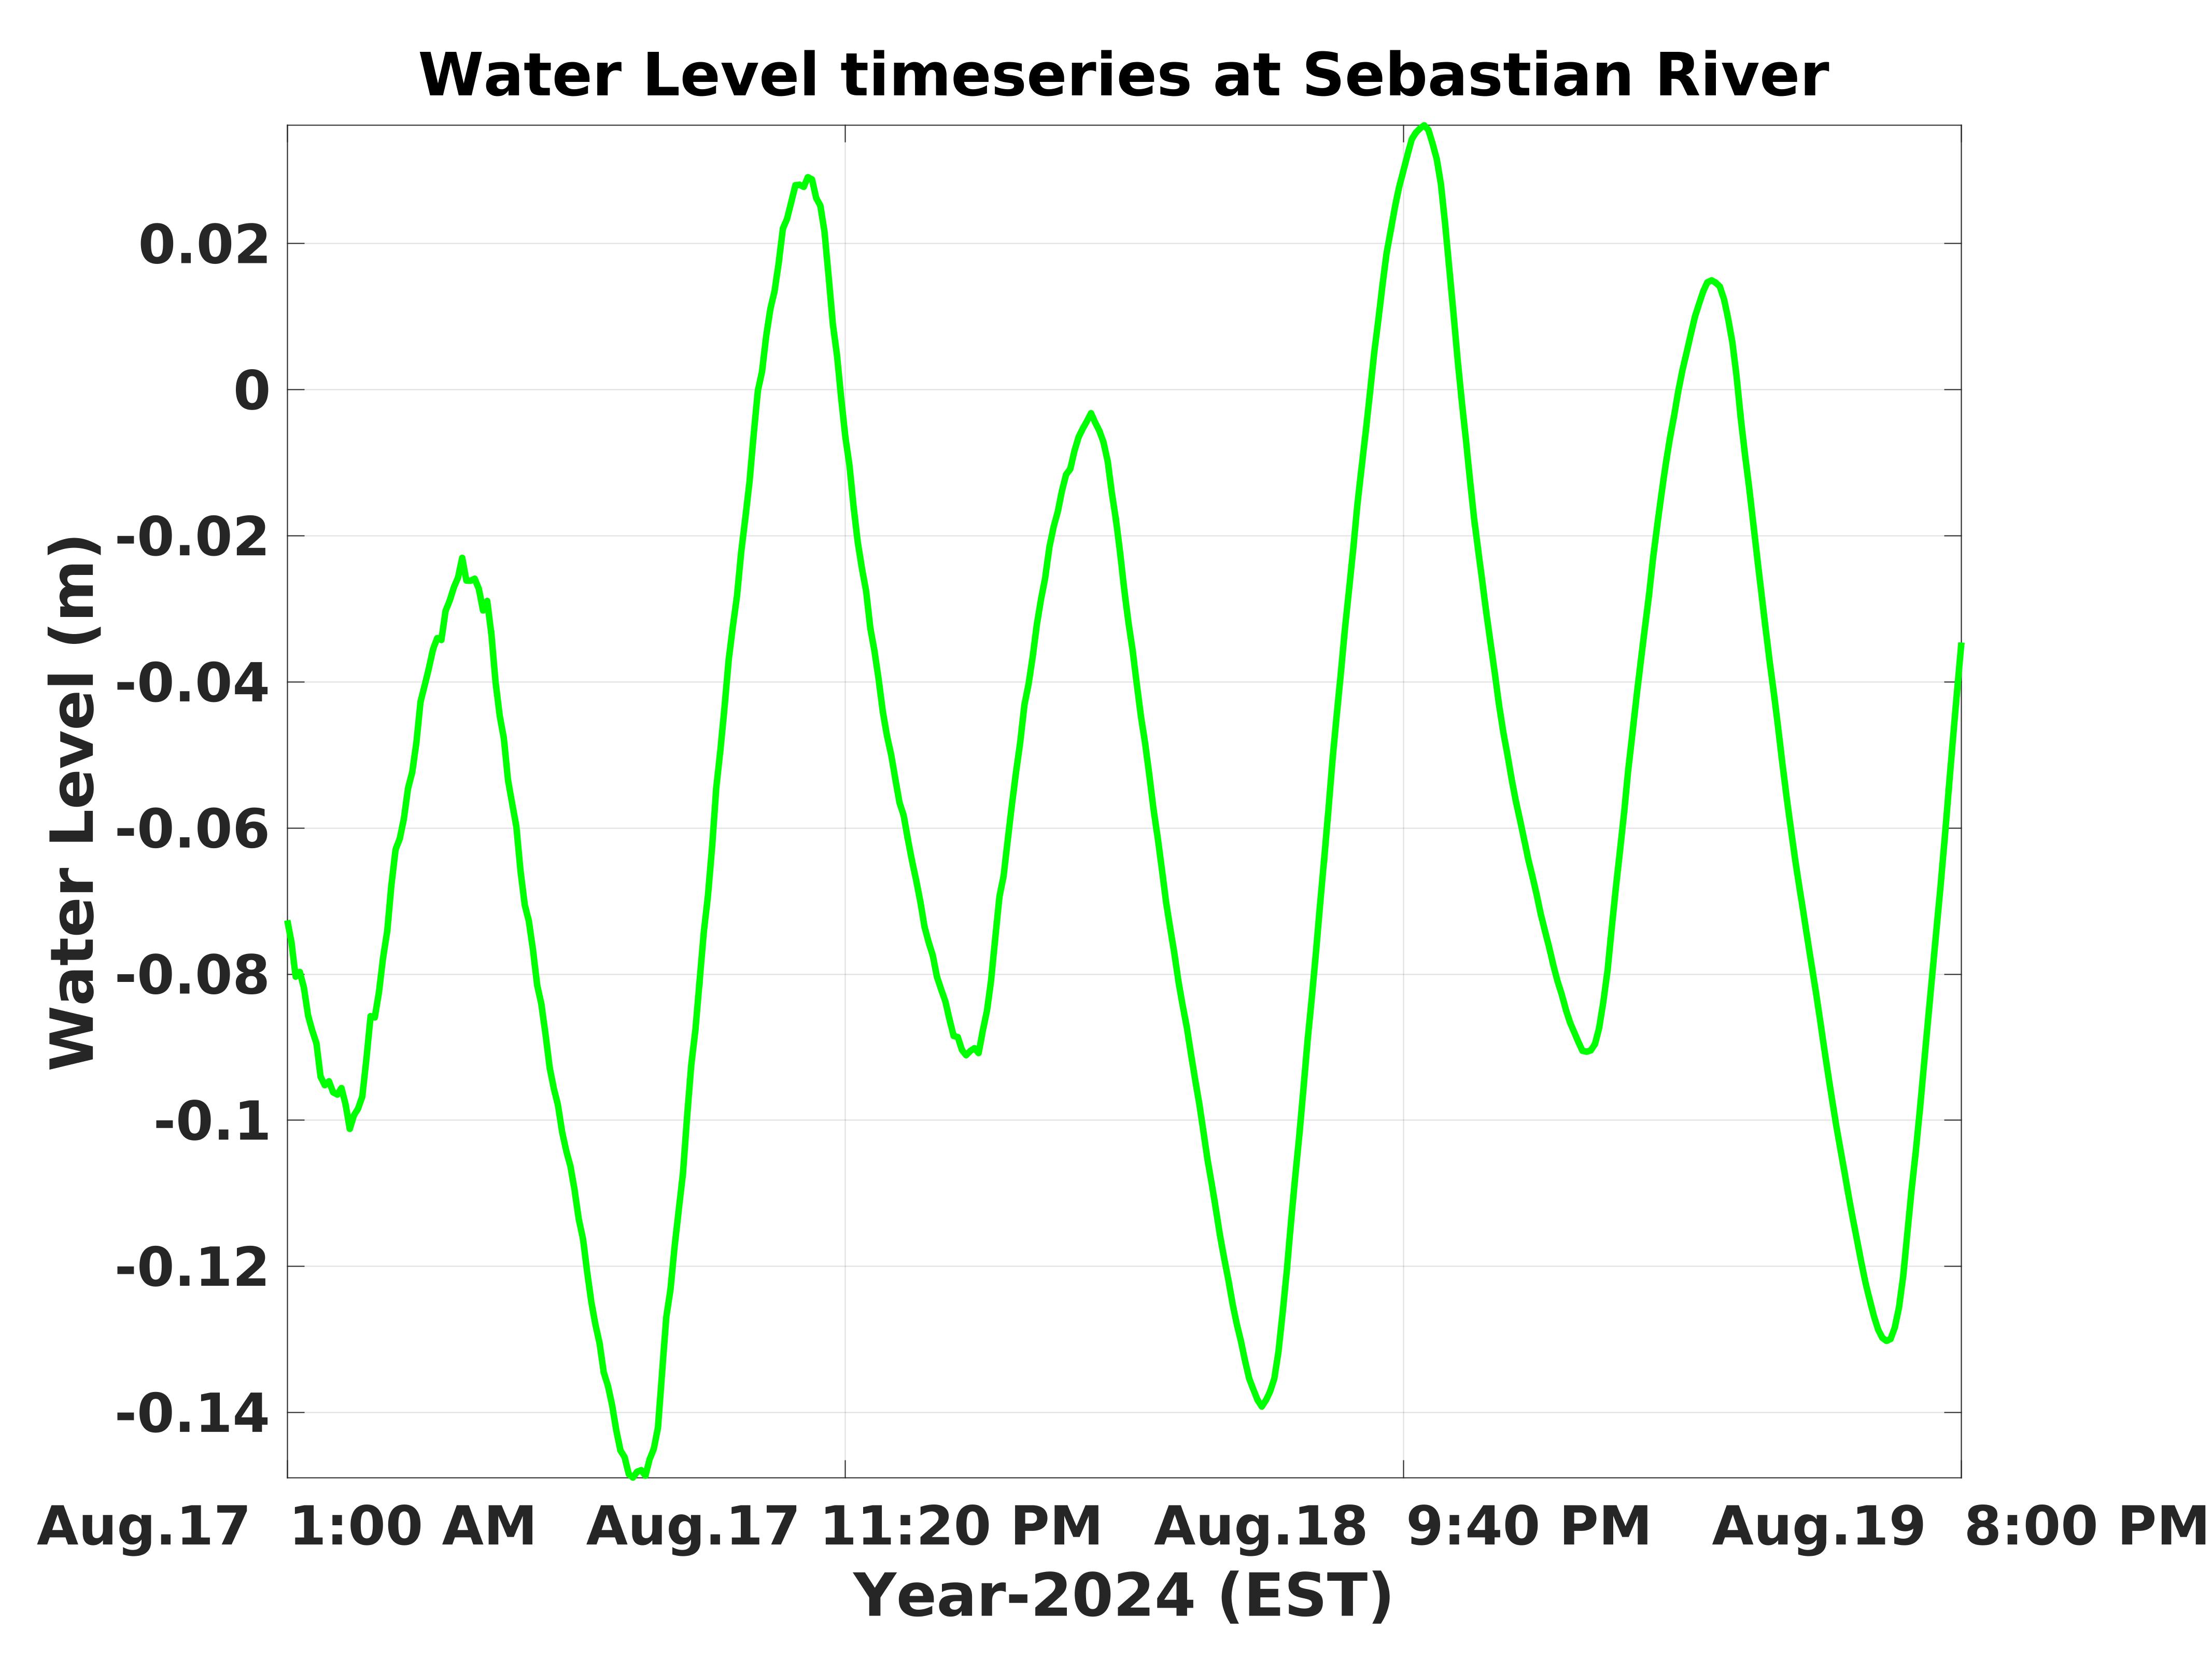 Water Level timeseries at Sebastian River
Water Level (m)
0.02
0
-0.02
-0.04
-0.06
-0.08
-0.1
-0.12
-0.14
Aug.17 1:00 AM Aug.17 11:20 PM Aug.18 9:40 PM Aug.19 8:00 PM
Year-2024 (EST)